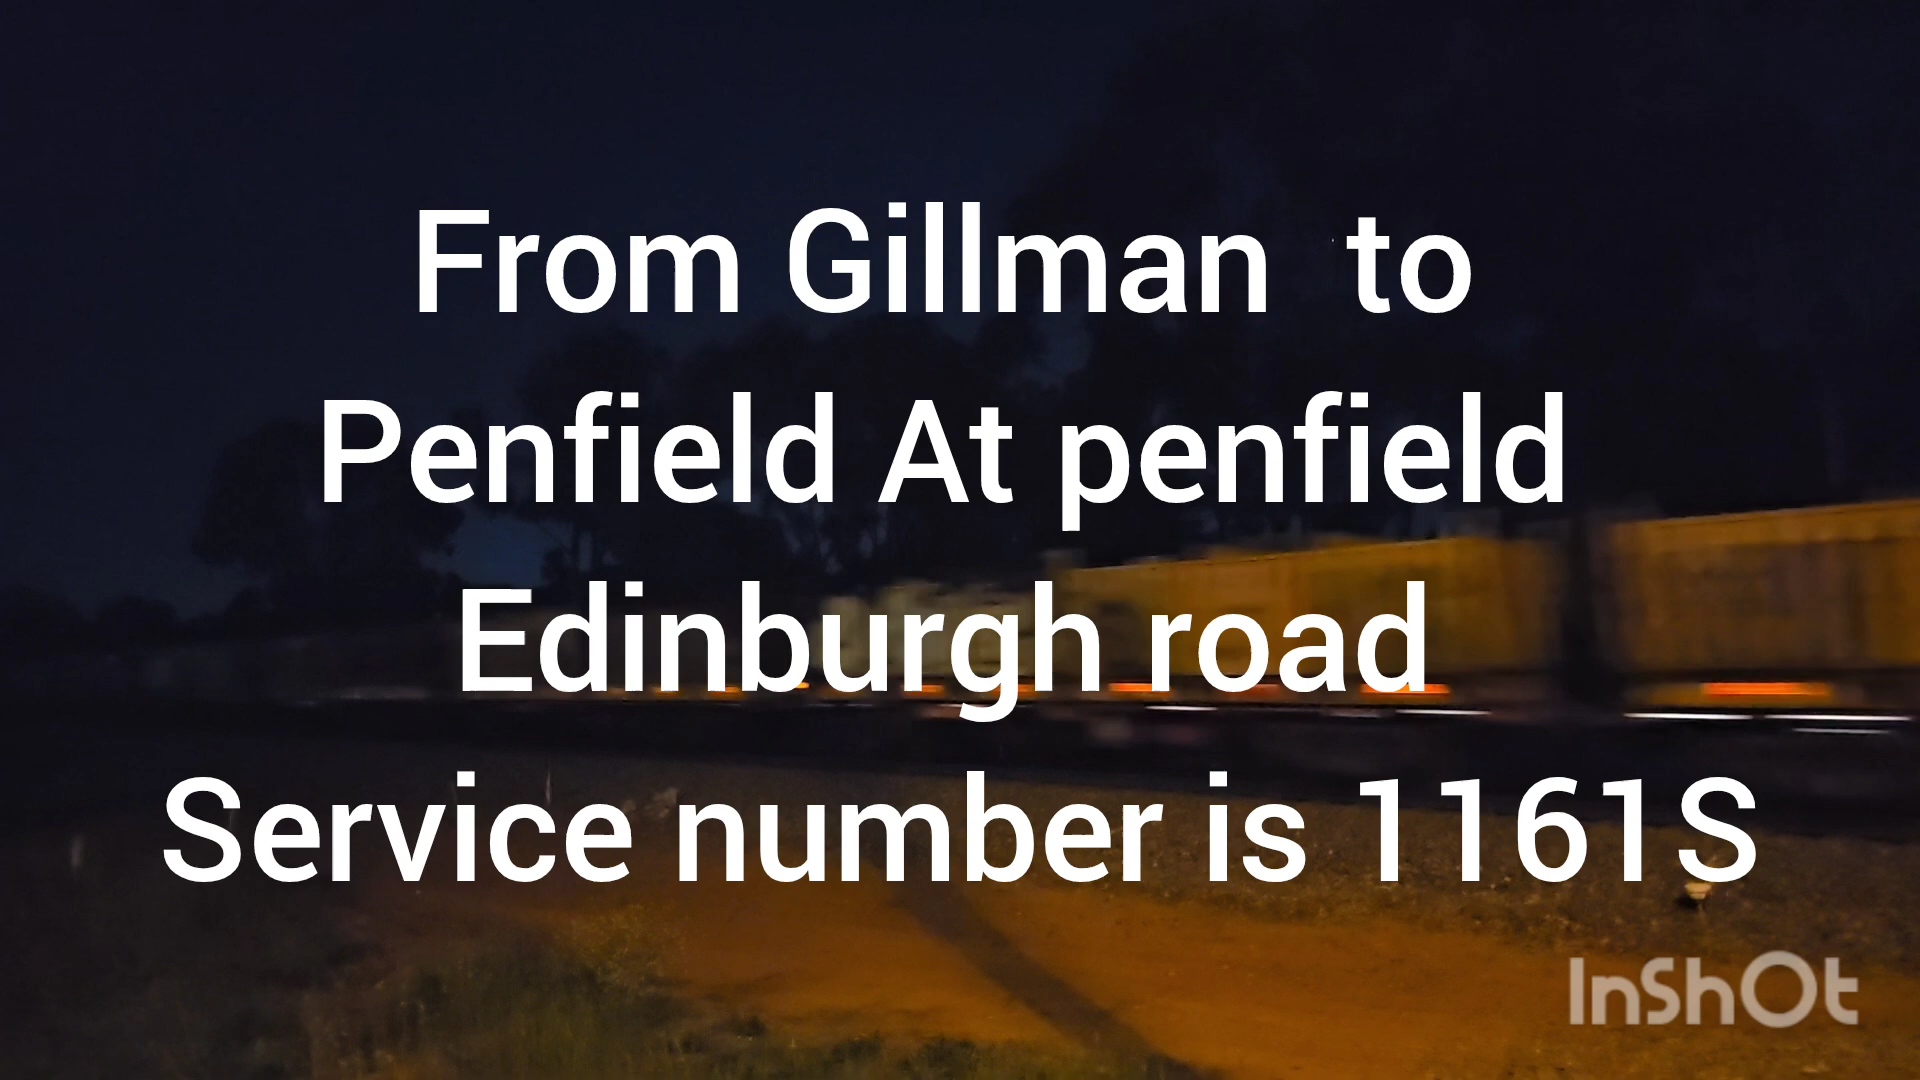 From Gillman  to
Penfield At penfield
Edinburgh road
Service number is 1161S
InShOt